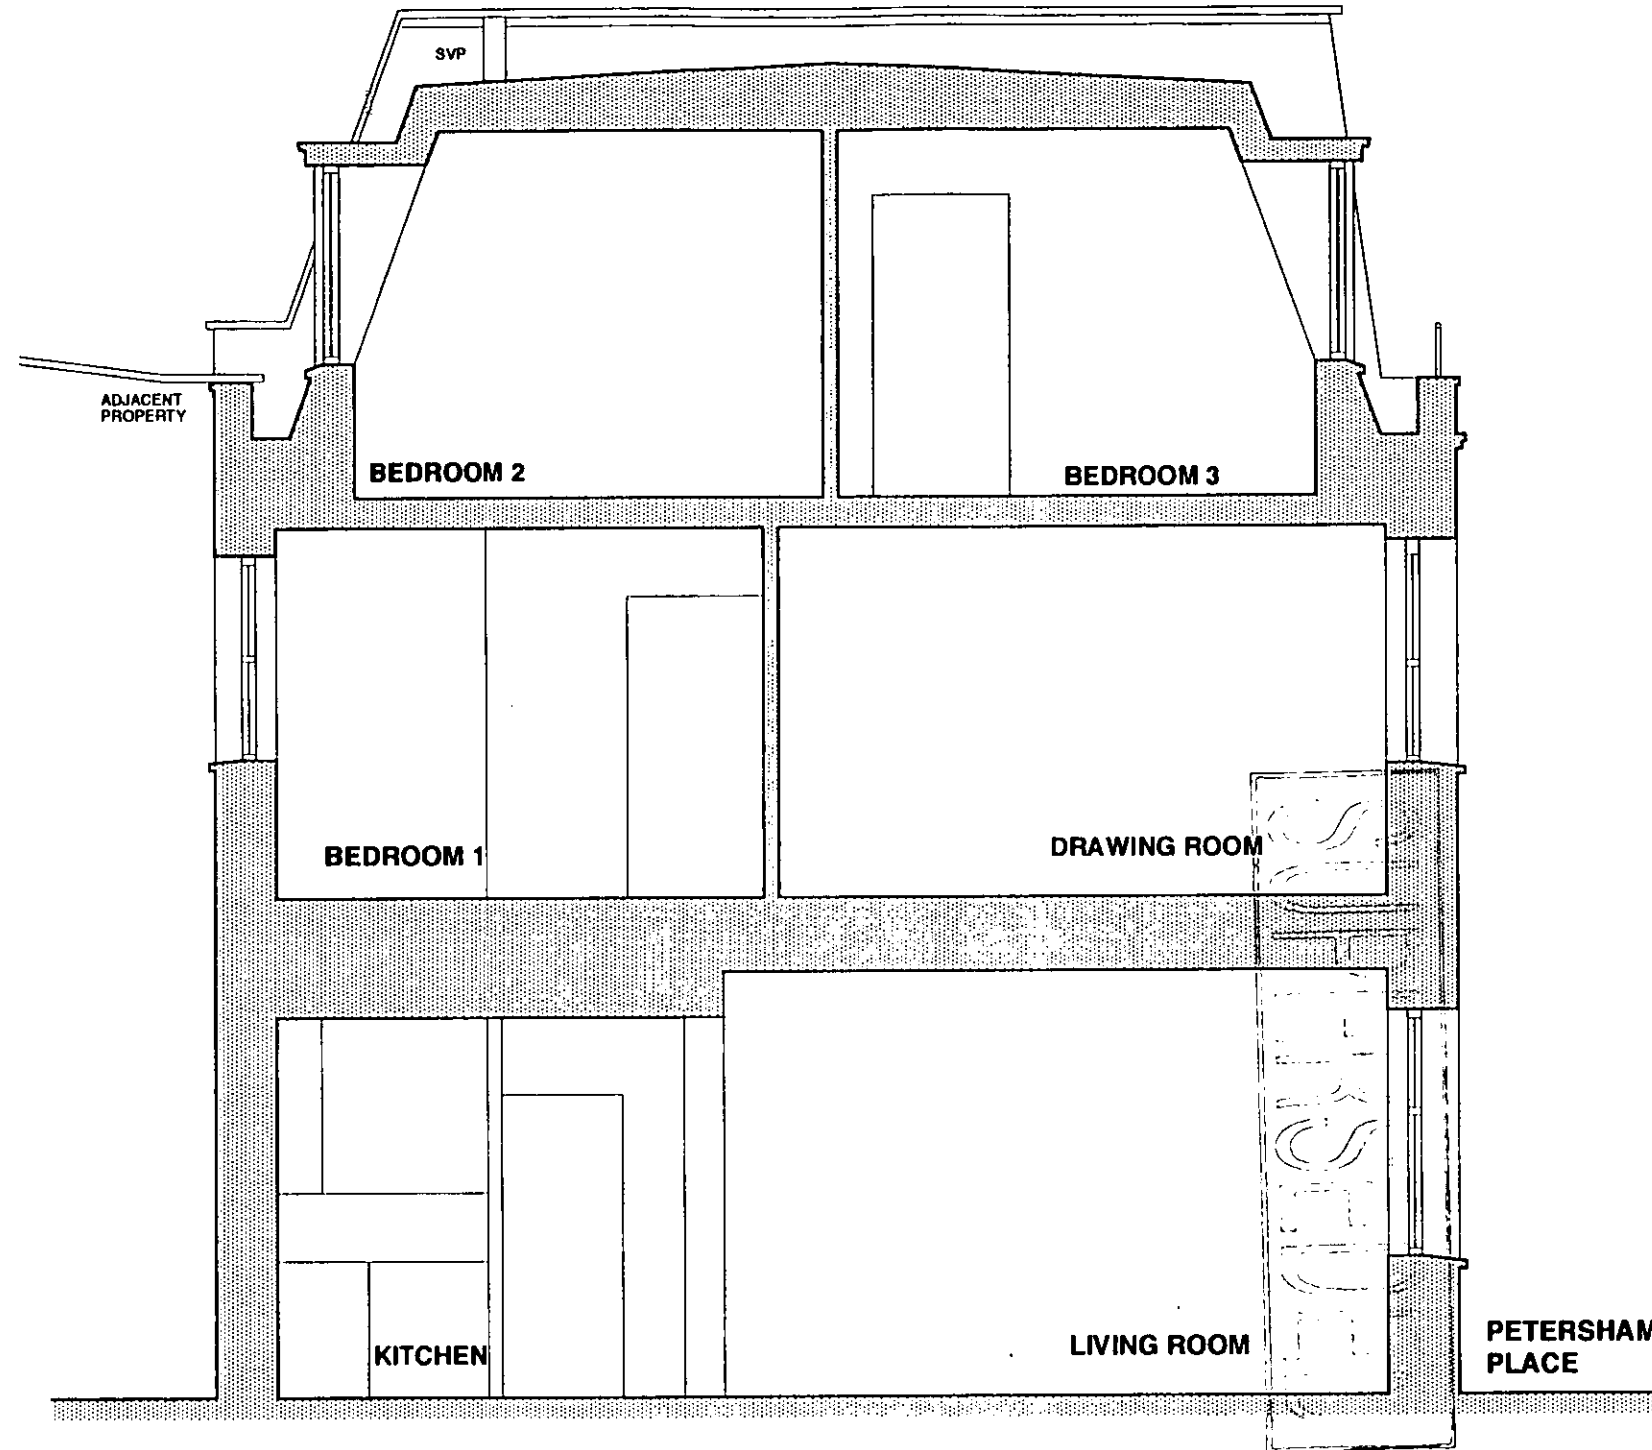 SVP
ADJACENT
PROPERTY
BEDROOM 2
BEDROOM 3
BEDROOM 1
DRAWING ROOM
KITCHEN
LIVING ROOM
PETERSHAM
PLACE